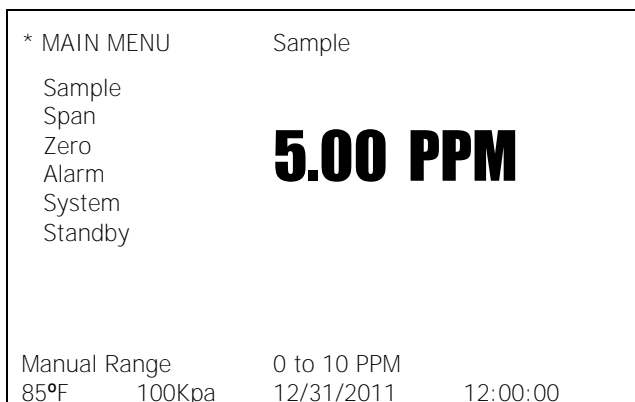 * MAIN MENU Sample
Sample
Span
Zero
Alarm
System
Standby
5.00 PPM
Manual Range 0 to 10 PPM
85ºF 100Kpa 12/31/2011 12:00:00